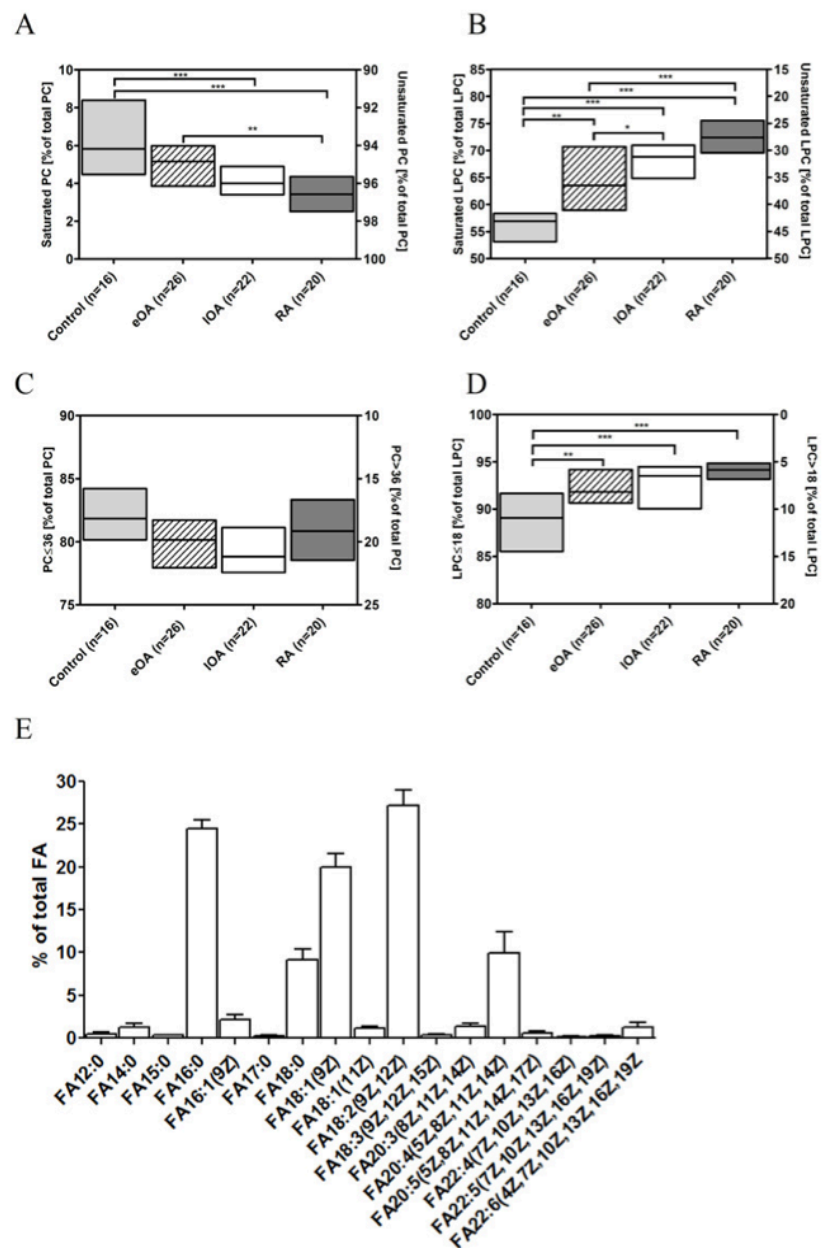 A
Saturated PC [% of total PC]
10
8
6
4
2
0
***
***
**
90
92
94
96
98
100
Unsaturated PC [% of total PC]
Control (n=16)
eOA (n=26)
lOA (n=22)
RA (n=20)
B
Saturated LPC [% of total LPC]
85
80
75
70
65
60
55
50
***
***
***
**
*
15
20
25
30
35
40
45
50
Unsaturated LPC [% of total LPC]
Control (n=16)
eOA (n=26)
lOA (n=22)
RA (n=20)
C
PC≤36 [% of total PC]
90
85
80
75
10
15
20
25
PC>36 [% of total PC]
Control (n=16)
eOA (n=26)
lOA (n=22)
RA (n=20)
D
LPC≤18 [% of total LPC]
100
95
90
85
80
***
***
**
0
5
10
15
20
LPC>18 [% of total LPC]
Control (n=16)
eOA (n=26)
lOA (n=22)
RA (n=20)
E
% of total FA
30
25
20
15
10
5
0
FA12:0
FA14:0
FA15:0
FA16:0
FA16:1(9Z)
FA17:0
FA18:0
FA18:1(9Z)
FA18:1(11Z)
FA18:2(9Z,12Z)
FA18:3(9Z,12Z,15Z)
FA20:3(8Z,11Z,14Z)
FA20:4(5Z,8Z,11Z,14Z)
FA20:5(5Z,8Z,11Z,14Z,17Z)
FA22:4(7Z,10Z,13Z,16Z)
FA22:5(7Z,10Z,13Z,16Z,19Z)
FA22:6(4Z,7Z,10Z,13Z,16Z,19Z